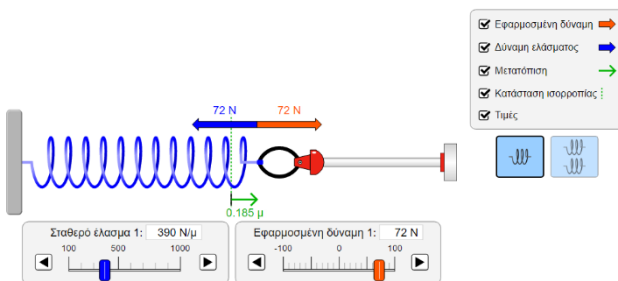 Εφαρμοσμένη δύναμη
Δύναμη ελάσματος
Μετατόπιση
Κατάσταση ισορροπίας
Τιμές
72 N 72 N
0.185 μ
Σταθερό έλασμα 1: 390 N/μ
100 500 1000
Εφαρμοσμένη δύναμη 1: 72 N
-100 0 100